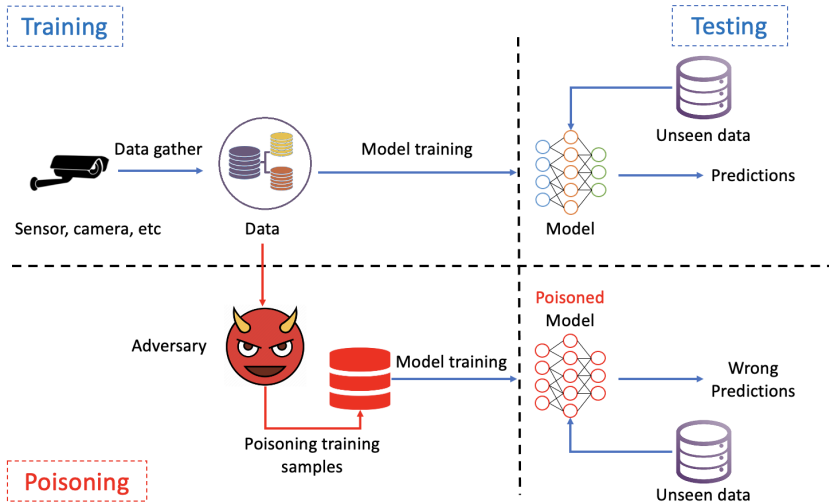 Training
Testing
Data gather
Model training
Unseen data
Predictions
Sensor, camera, etc
Data
Model
Poisoned
Model
Adversary
Model training
Wrong
Predictions
Poisoning training
samples
Poisoning
Unseen data